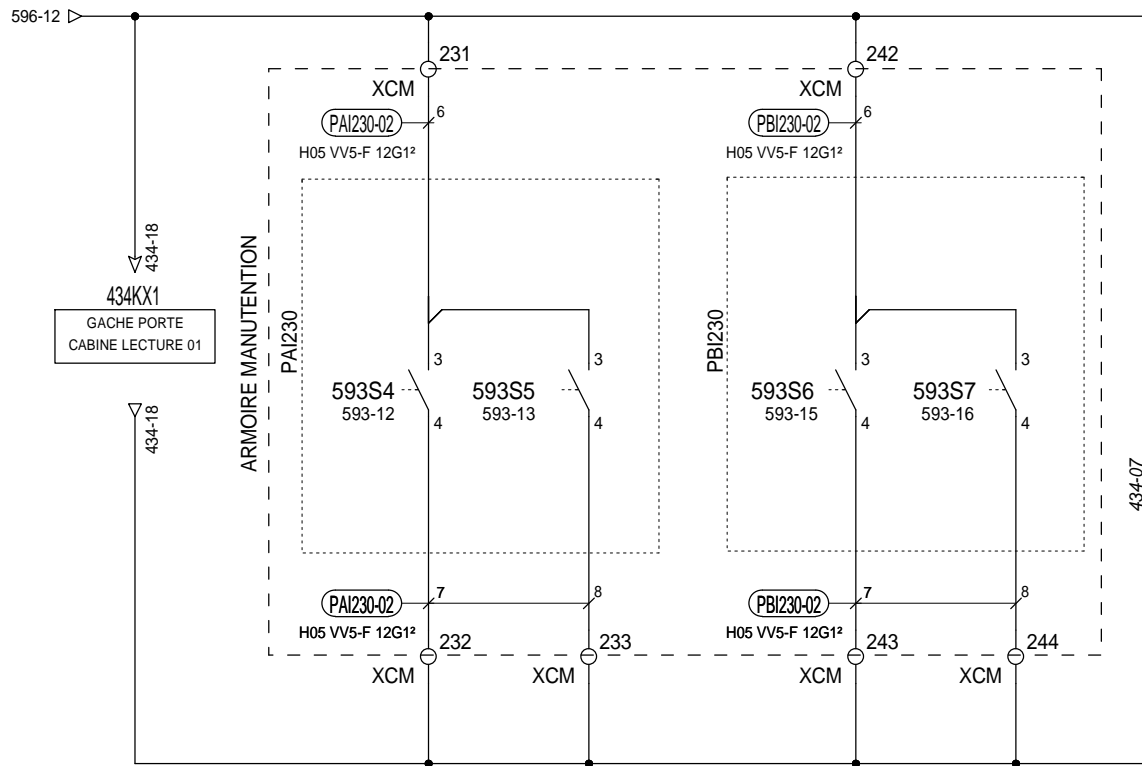 596-12
231
242
XCM
XCM
PAI230-02
6
PBI230-02
6
H05 VV5-F 12G1²
H05 VV5-F 12G1²
434-18
434KX1
GACHE PORTE
CABINE LECTURE 01
434-18
ARMOIRE MANUTENTION
PAI230
PBI230
3
3
3
3
593S4
593-12
593S5
593-13
593S6
593-15
593S7
593-16
4
4
4
4
434-07
PAI230-02
7
8
PBI230-02
7
8
H05 VV5-F 12G1²
H05 VV5-F 12G1²
232
233
243
244
XCM
XCM
XCM
XCM